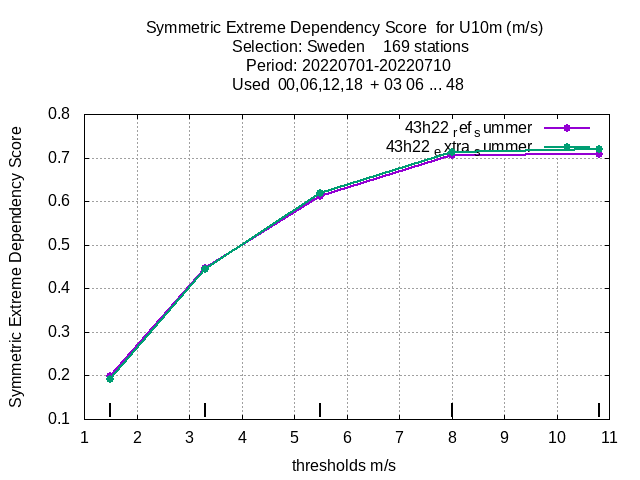 Symmetric Extreme Dependency Score for U10m (m/s)
Selection: Sweden 169 stations
Period: 20220701-20220710
Used 00,06,12,18 + 03 06 ... 48
Symmetric Extreme Dependency Score
0.8
0.7
0.6
0.5
0.4
0.3
0.2
0.1
43h22 ref summer
43h22 extra summer
1 2 3 4 5 6 7 8 9 10 11
thresholds m/s